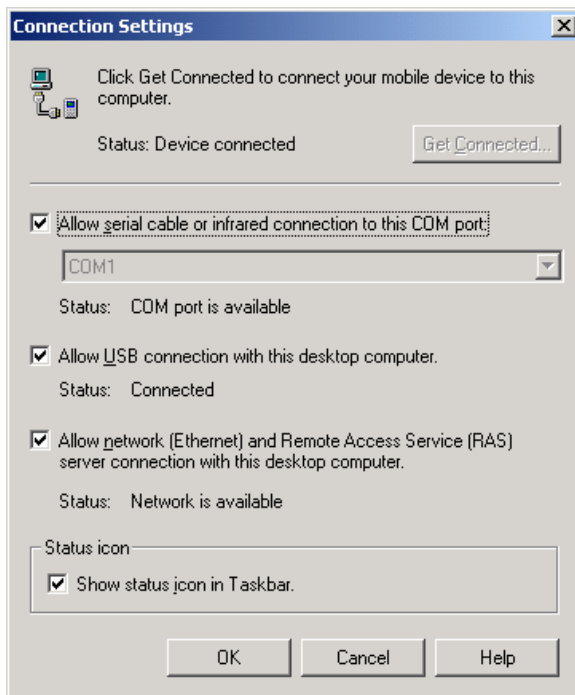 Connection Settings
Click Get Connected to connect your mobile device to this
computer.
Status: Device connected
Get Connected...
Allow serial cable or infrared connection to this COM port:
COM1
Status: COM port is available
Allow USB connection with this desktop computer.
Status: Connected
Allow network (Ethernet) and Remote Access Service (RAS)
server connection with this desktop computer.
Status: Network is available
Status icon
Show status icon in Taskbar.
OK Cancel Help